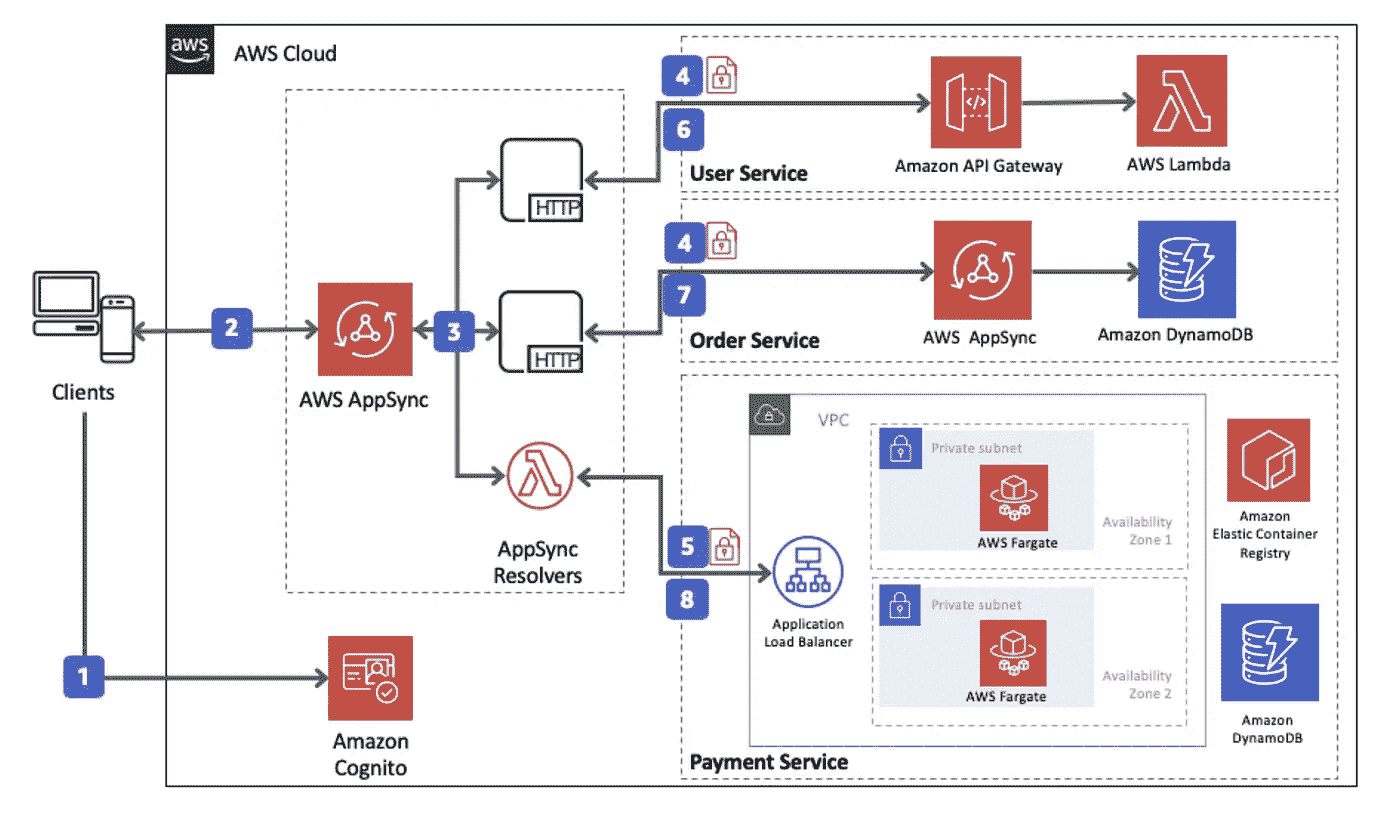 aws
AWS Cloud
4
6
User Service
Amazon API Gateway
AWS Lambda
HTTP
4
7
Order Service
AWS AppSync
Amazon DynamoDB
HTTP
Clients
2
AWS AppSync
3
AppSync
Resolvers
5
8
Application
Load Balancer
VPC
Private subnet
AWS Fargate
Availability
Zone 1
Private subnet
AWS Fargate
Availability
Zone 2
Amazon
Elastic Container
Registry
Amazon
DynamoDB
Payment Service
1
Amazon
Cognito